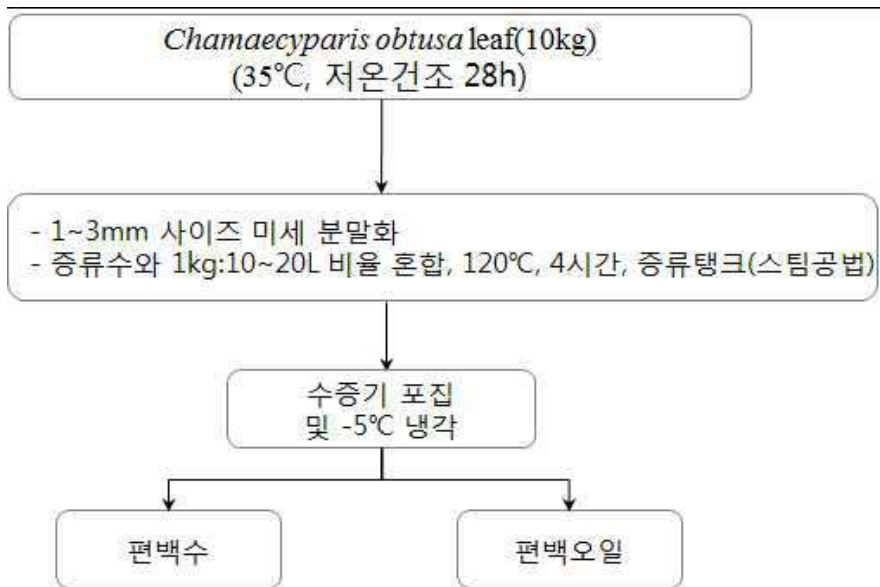 Chamaecyparis obtusa leaf(10kg)
(35℃, 저온건조 28h)
- 1~3mm 사이즈 미세 분말화
- 증류수와 1kg:10~20L 비율 혼합, 120℃, 4시간, 증류탱크(스팀공법)
수증기 포집
및 -5℃ 냉각
편백수
편백오일